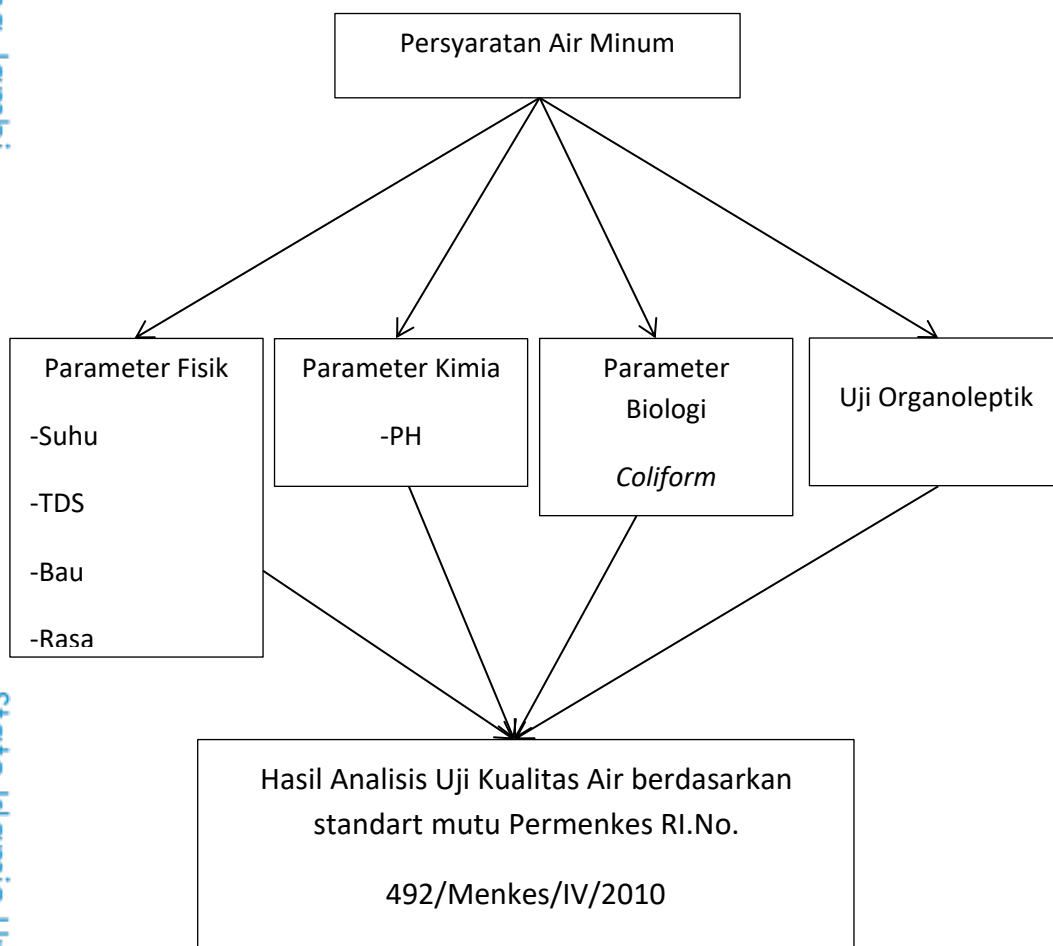 Persyaratan Air Minum
Parameter Fisik
-Suhu
-TDS
-Bau
-Rasa
Parameter Kimia
-PH
Parameter
Biologi
Coliform
Uji Organoleptik
Hasil Analisis Uji Kualitas Air berdasarkan
standart mutu Permenkes RI.No.
492/Menkes/IV/2010